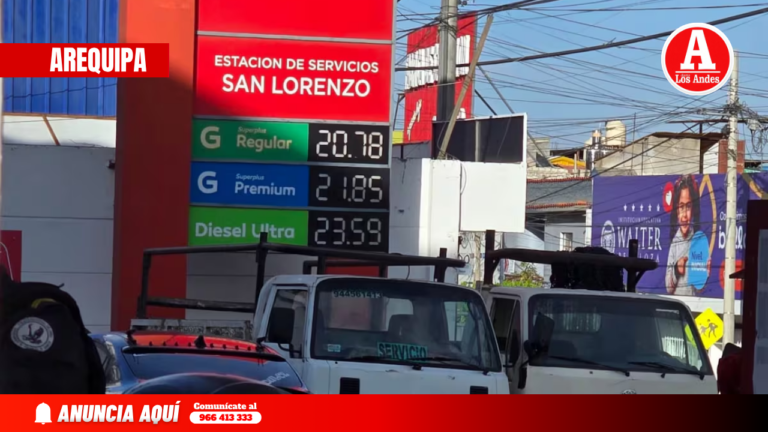 AREQUIPA
A
Los Andes
ESTACION DE SERVICIOS
SAN LORENZO
G Superplus
Regular 20.78
G Superplus
Premium 21.85
Diesel Ultra 23.59
WALTER
SERVICIO
ANUNCIA AQUÍ
Comunícate al
966 413 333